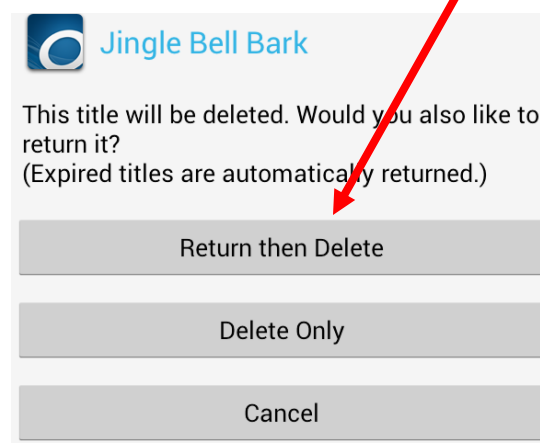 Jingle Bell Bark
This title will be deleted. Would you also like to
return it?
(Expired titles are automatically returned.)
Return then Delete
Delete Only
Cancel